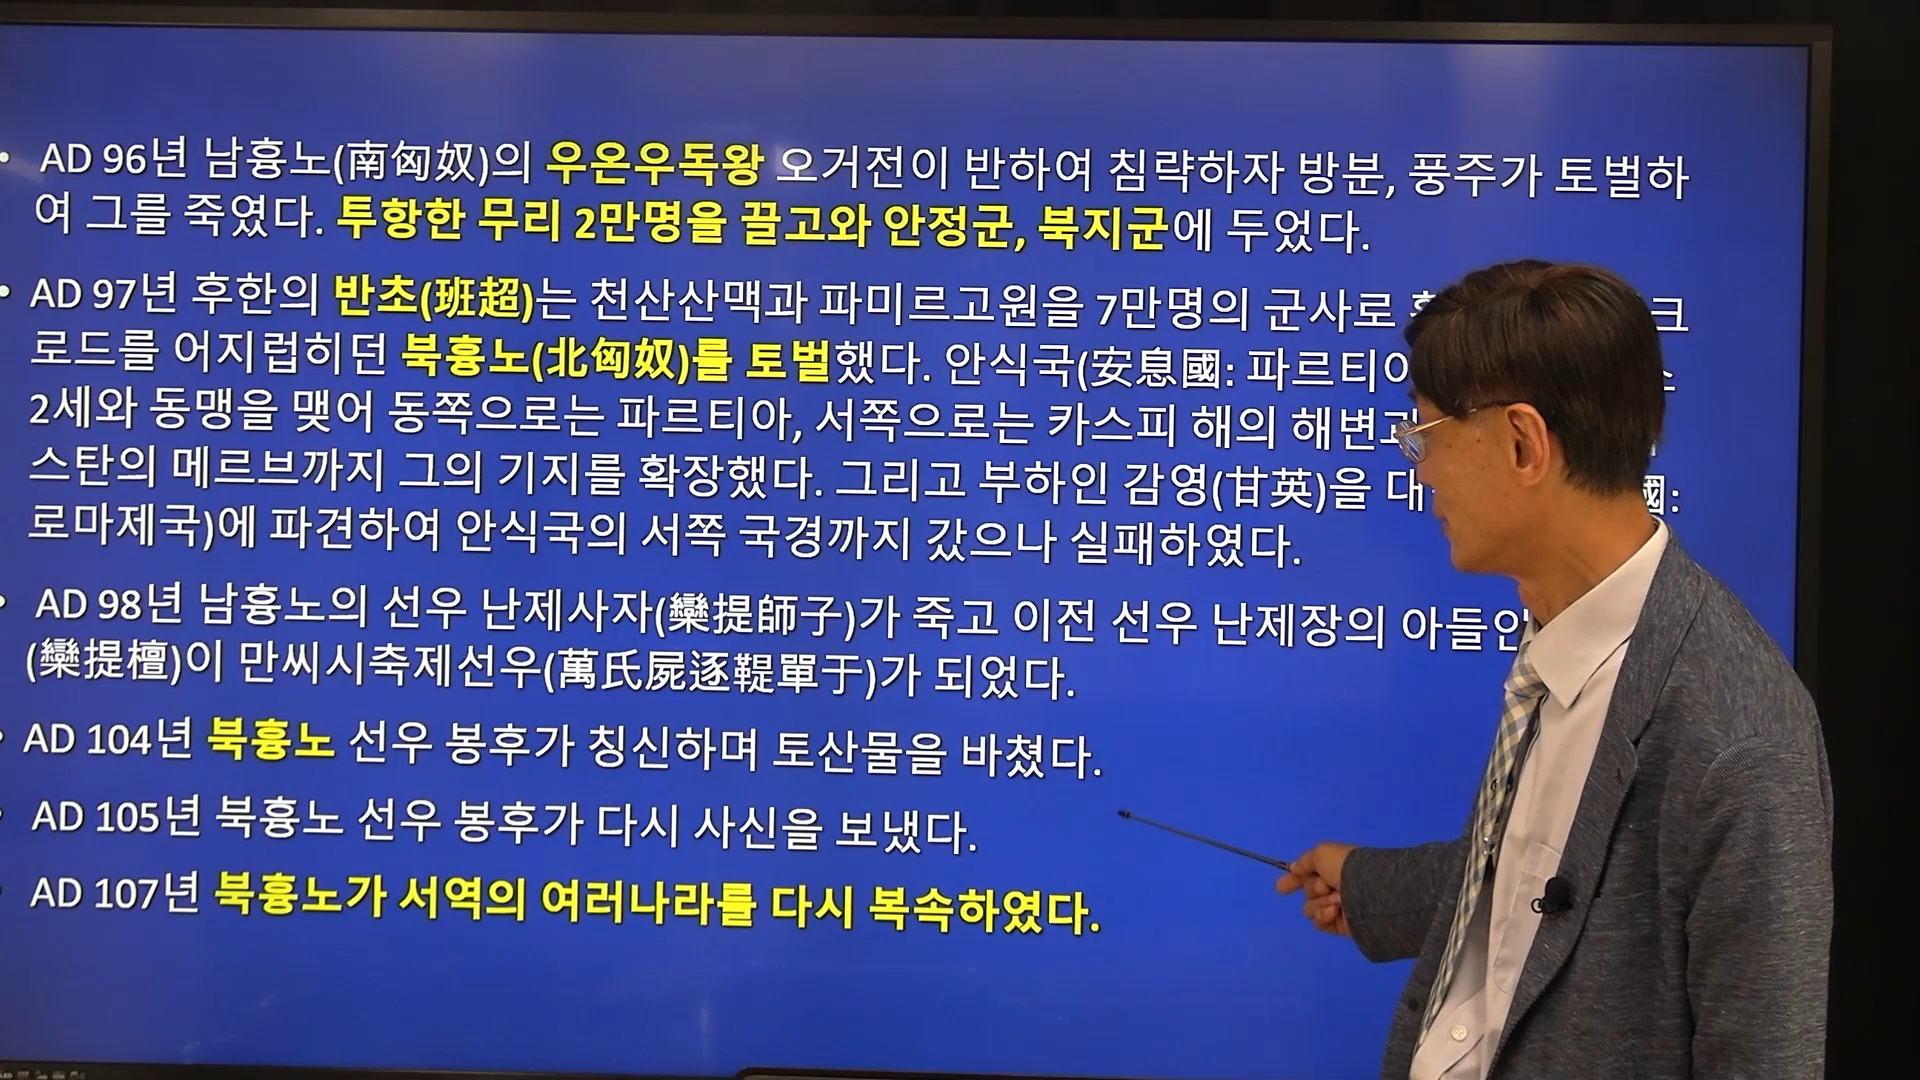 • AD 96년 남흉노(南匈奴)의 우온우독왕 오거전이 반하여 침략하자 방분, 풍주가 토벌하
여 그를 죽였다. 투항한 무리 2만명을 끌고와 안정군, 북지군에 두었다.
• AD 97년 후한의 반초(班超)는 천산산맥과 파미르고원을 7만명의 군사로 크
로드를 어지럽히던 북흉노(北匈奴)를 토벌했다. 안식국(安息國: 파르티아
2세와 동맹을 맺어 동쪽으로는 파르티아, 서쪽으로는 카스피 해의 해변과
스탄의 메르브까지 그의 기지를 확장했다. 그리고 부하인 감영(甘英)을 대 國:
로마제국)에 파견하여 안식국의 서쪽 국경까지 갔으나 실패하였다.
• AD 98년 남흉노의 선우 난제사자(欒提師子)가 죽고 이전 선우 난제장의 아들인
(欒提檀)이 만씨시축제선우(萬氏屍逐鞮單于)가 되었다.
• AD 104년 북흉노 선우 봉후가 칭신하며 토산물을 바쳤다.
• AD 105년 북흉노 선우 봉후가 다시 사신을 보냈다.
• AD 107년 북흉노가 서역의 여러나라를 다시 복속하였다.